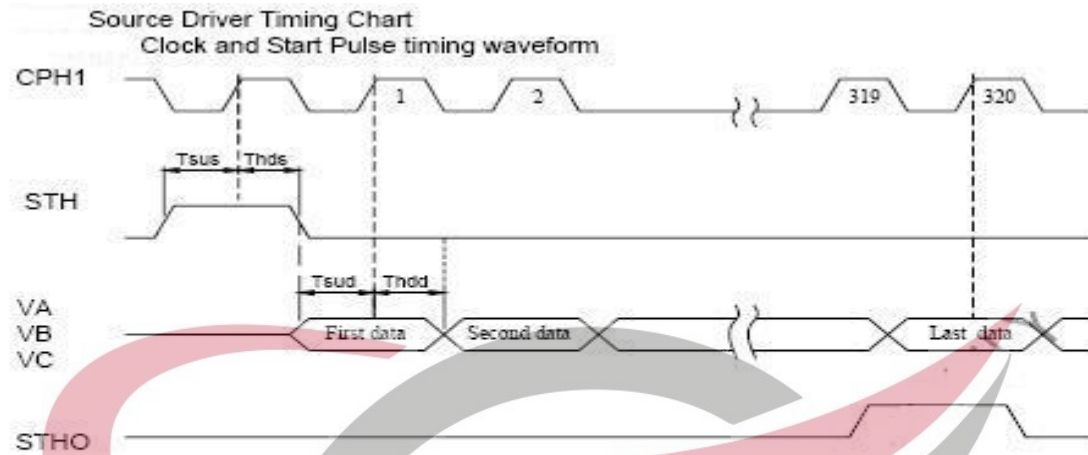 Source Driver Timing Chart
Clock and Start Pulse timing waveform
CPH1
1
2
319
320
Tsus
Thds
STH
Tsud
Thdd
VA
VB
VC
First data
Second data
Last data
STHO